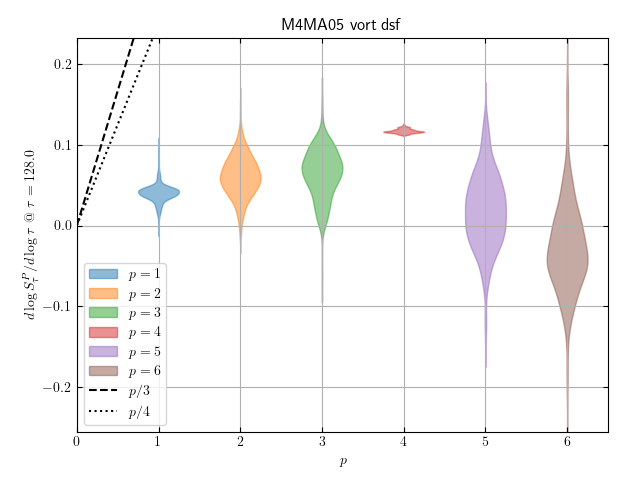 M4MA05 vort dsf
d log S_τ^P / d log τ @ τ = 128.0
0.2
0.1
0.0
−0.1
−0.2
p = 1
p = 2
p = 3
p = 4
p = 5
p = 6
p/3
p/4
0 1 2 3 4 5 6
p